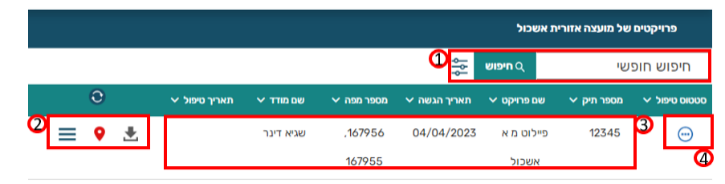 פרויקטים של מועצה אזורית אשכול
1
חיפוש חופשי חיפוש
סטטוס טיפול מספר תיק שם פרויקט תאריך הגשה מספר מפה שם מודד תאריך טיפול
12345 פיילוט מ א 04/04/2023 167956, שגיא דינר
אשכול 167955
2
3
4